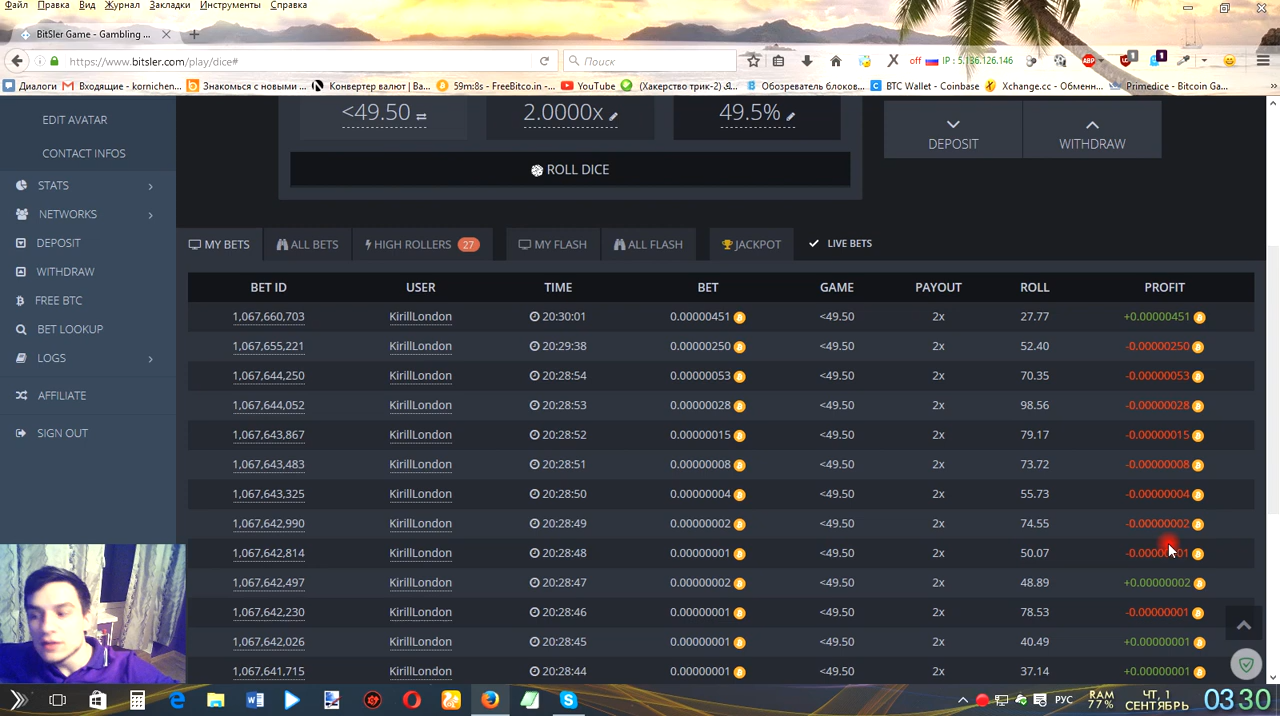 Файл Правка Вид Журнал Закладки Инструменты Справка
BitSler Game - Gambling ...
https://www.bitsler.com/play/dice# Поиск ABP 1 1 off IP : 5.136.126.146
Диалоги Входящие - kornichen... Знакомься с новыми ... Конвертер валют | Ва... 59m:8s - FreeBitco.in -... YouTube (Хакерство трик-2) Я... Обозреватель блоков... BTC Wallet - Coinbase Xchange.cc - Обменн... Primedice - Bitcoin Ga...
EDIT AVATAR
CONTACT INFOS
STATS
NETWORKS
DEPOSIT
WITHDRAW
FREE BTC
BET LOOKUP
LOGS
AFFILIATE
SIGN OUT
<49.50 2.0000x 49.5%
ROLL DICE
DEPOSIT WITHDRAW
MY BETS ALL BETS HIGH ROLLERS 27 MY FLASH ALL FLASH JACKPOT LIVE BETS
BET ID USER TIME BET GAME PAYOUT ROLL PROFIT
1,067,660,703 KirillLondon 20:30:01 0.00000451 <49.50 2x 27.77 +0.00000451
1,067,655,221 KirillLondon 20:29:38 0.00000250 <49.50 2x 52.40 -0.00000250
1,067,644,250 KirillLondon 20:28:54 0.00000053 <49.50 2x 70.35 -0.00000053
1,067,644,052 KirillLondon 20:28:53 0.00000028 <49.50 2x 98.56 -0.00000028
1,067,643,867 KirillLondon 20:28:52 0.00000015 <49.50 2x 79.17 -0.00000015
1,067,643,483 KirillLondon 20:28:51 0.00000008 <49.50 2x 73.72 -0.00000008
1,067,643,325 KirillLondon 20:28:50 0.00000004 <49.50 2x 55.73 -0.00000004
1,067,642,990 KirillLondon 20:28:49 0.00000002 <49.50 2x 74.55 -0.00000002
1,067,642,814 KirillLondon 20:28:48 0.00000001 <49.50 2x 50.07
1,067,642,497 KirillLondon 20:28:47 0.00000002 <49.50 2x 48.89 +0.00000002
1,067,642,230 KirillLondon 20:28:46 0.00000001 <49.50 2x 78.53 -0.00000001
1,067,642,026 KirillLondon 20:28:45 0.00000001 <49.50 2x 40.49 +0.00000001
1,067,641,715 KirillLondon 20:28:44 0.00000001 <49.50 2x 37.14 +0.00000001
РУС RAM 77% ЧТ, 1 СЕНТЯБРЬ 03 30